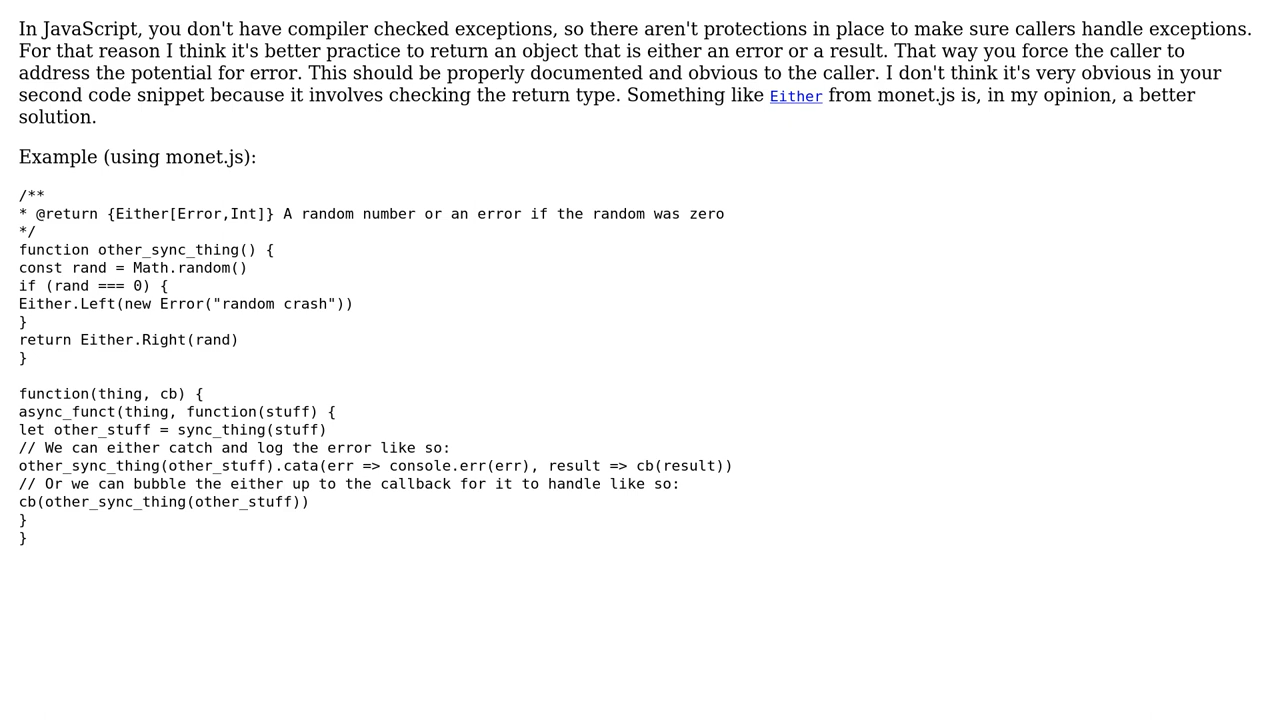 In JavaScript, you don't have compiler checked exceptions, so there aren't protections in place to make sure callers handle exceptions.
For that reason I think it's better practice to return an object that is either an error or a result. That way you force the caller to
address the potential for error. This should be properly documented and obvious to the caller. I don't think it's very obvious in your
second code snippet because it involves checking the return type. Something like Either from monet.js is, in my opinion, a better
solution.
Example (using monet.js):
/**
* @return {Either[Error,Int]} A random number or an error if the random was zero
*/
function other_sync_thing() {
const rand = Math.random()
if (rand === 0) {
Either.Left(new Error("random crash"))
}
return Either.Right(rand)
}
function(thing, cb) {
async_funct(thing, function(stuff) {
let other_stuff = sync_thing(stuff)
// We can either catch and log the error like so:
other_sync_thing(other_stuff).cata(err => console.err(err), result => cb(result))
// Or we can bubble the either up to the callback for it to handle like so:
cb(other_sync_thing(other_stuff))
}
}